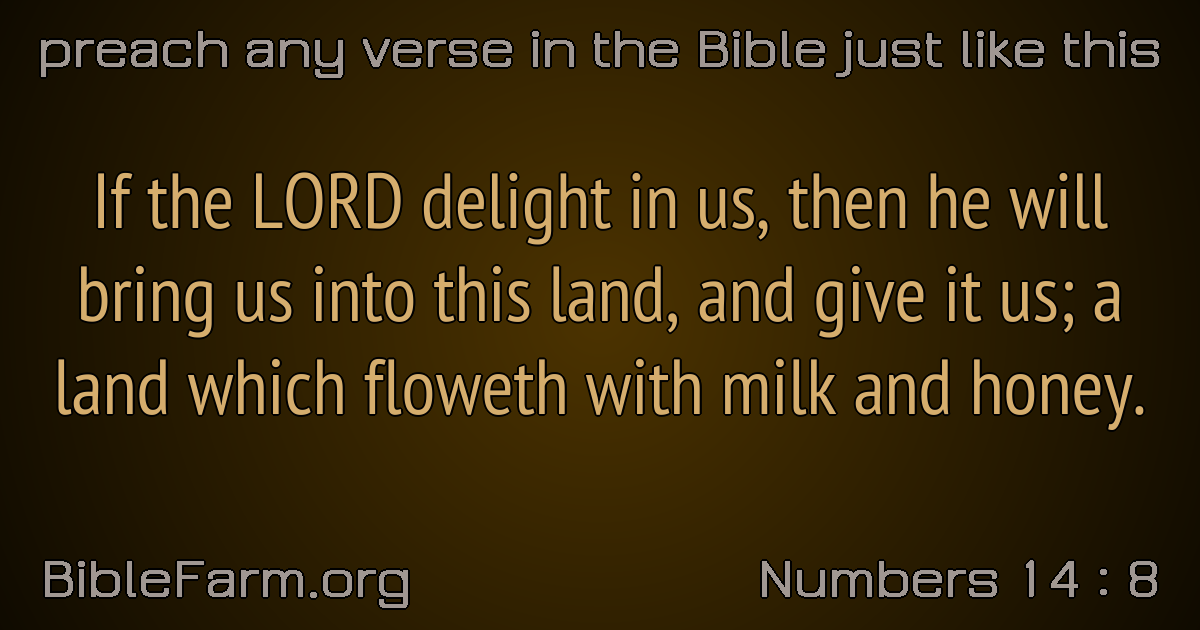 preach any verse in the Bible just like this
If the LORD delight in us, then he will
bring us into this land, and give it us; a
land which floweth with milk and honey.
BibleFarm.org
Numbers 14 : 8